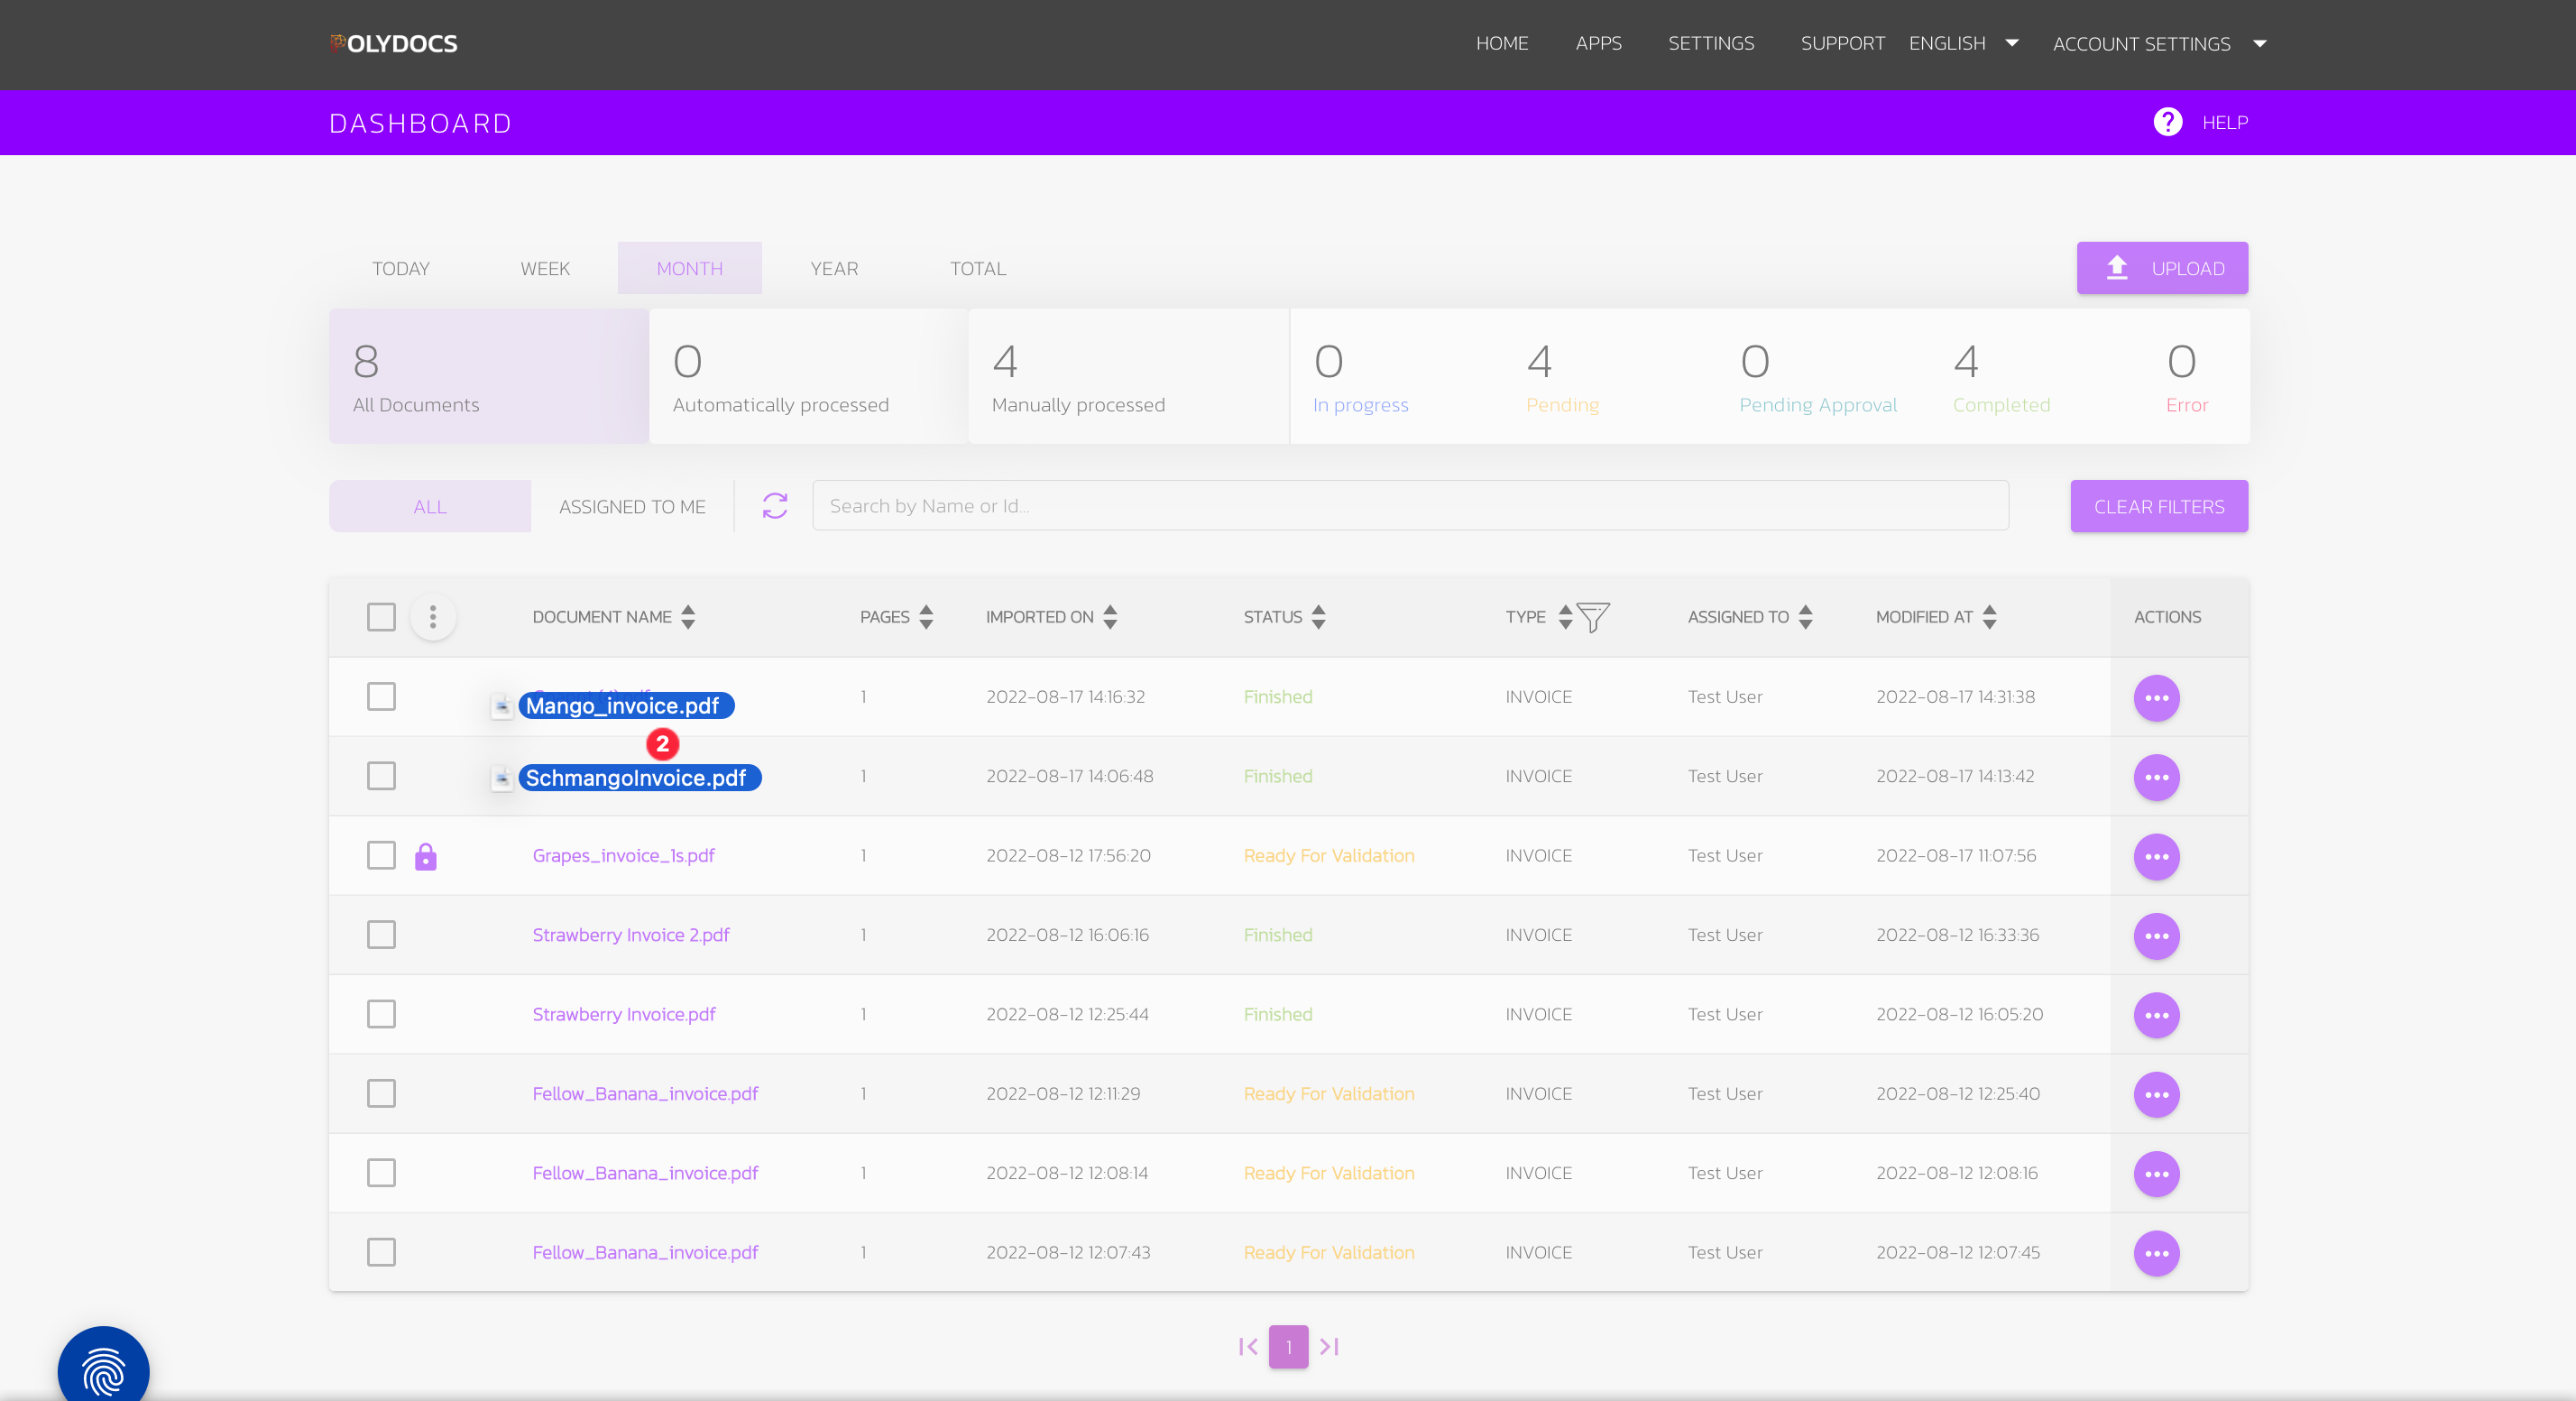 POLYDOCS HOME APPS SETTINGS SUPPORT ENGLISH ACCOUNT SETTINGS
DASHBOARD HELP
TODAY WEEK MONTH YEAR TOTAL UPLOAD
8 0 4 0 4 0 4 0
All Documents Automatically processed Manually processed In progress Pending Pending Approval Completed Error
ALL ASSIGNED TO ME Search by Name or Id... CLEAR FILTERS
DOCUMENT NAME PAGES IMPORTED ON STATUS TYPE ASSIGNED TO MODIFIED AT ACTIONS
Mango_invoice.pdf 1 2022-08-17 14:16:32 Finished INVOICE Test User 2022-08-17 14:31:38
2
SchmangoInvoice.pdf 1 2022-08-17 14:06:48 Finished INVOICE Test User 2022-08-17 14:13:42
Grapes_invoice_1s.pdf 1 2022-08-12 17:56:20 Ready For Validation INVOICE Test User 2022-08-17 11:07:56
Strawberry Invoice 2.pdf 1 2022-08-12 16:06:16 Finished INVOICE Test User 2022-08-12 16:33:36
Strawberry Invoice.pdf 1 2022-08-12 12:25:44 Finished INVOICE Test User 2022-08-12 16:05:20
Fellow_Banana_invoice.pdf 1 2022-08-12 12:11:29 Ready For Validation INVOICE Test User 2022-08-12 12:25:40
Fellow_Banana_invoice.pdf 1 2022-08-12 12:08:14 Ready For Validation INVOICE Test User 2022-08-12 12:08:16
Fellow_Banana_invoice.pdf 1 2022-08-12 12:07:43 Ready For Validation INVOICE Test User 2022-08-12 12:07:45
1